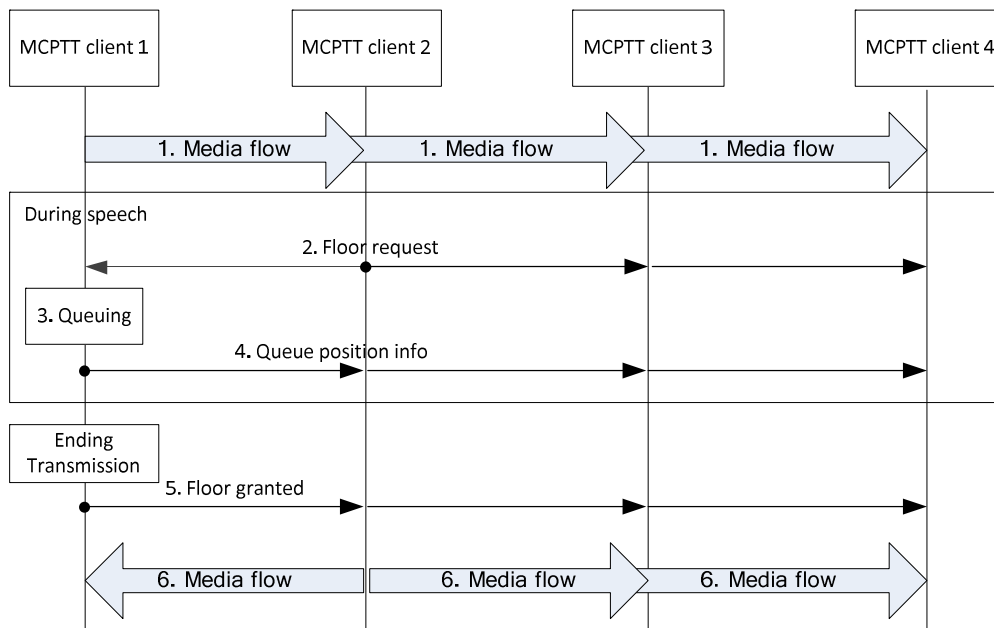 MCPTT client 1
MCPTT client 2
MCPTT client 3
MCPTT client 4
1. Media flow
1. Media flow
1. Media flow
During speech
2. Floor request
3. Queuing
4. Queue position info
Ending
Transmission
5. Floor granted
6. Media flow
6. Media flow
6. Media flow